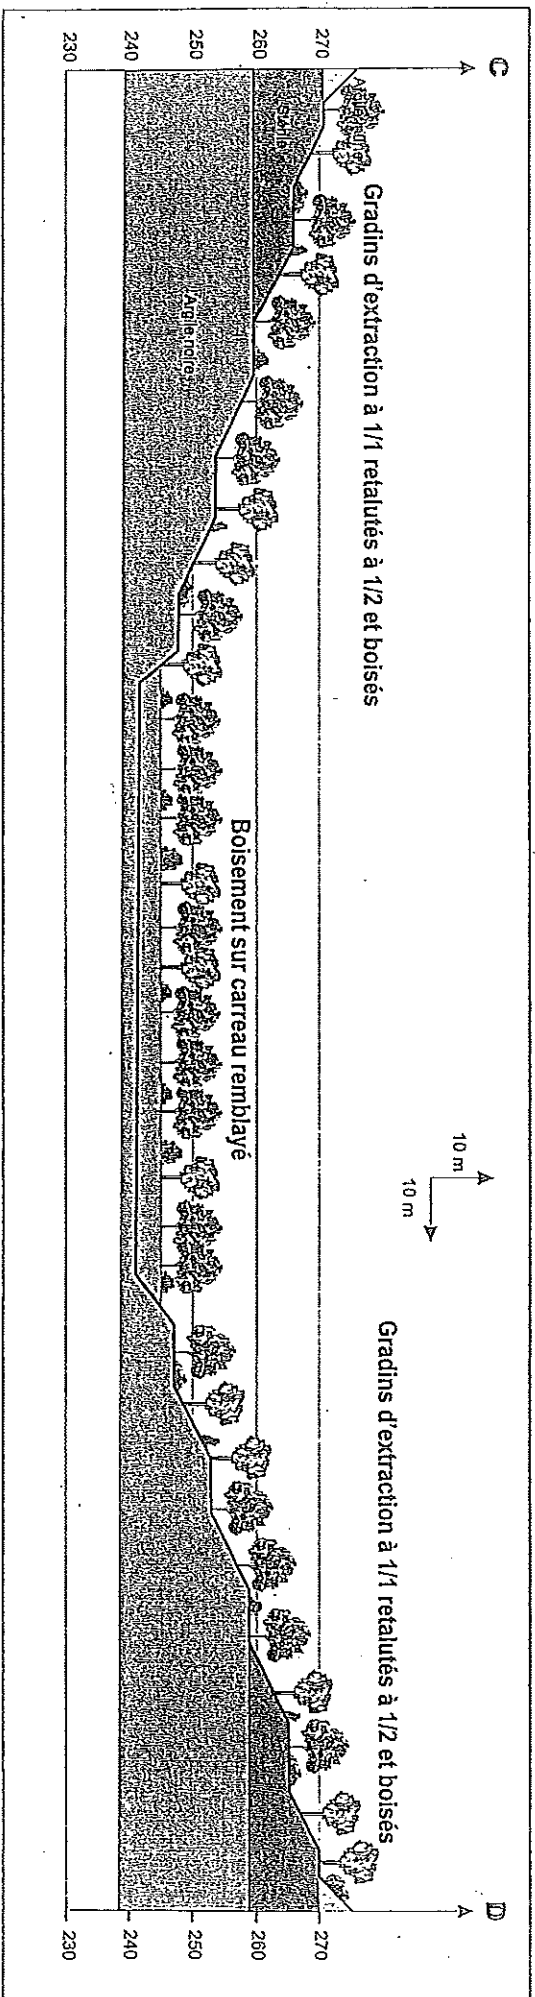 C
D
Gradins d'extraction à 1/1 retalutés à 1/2 et boisés
Gradins d'extraction à 1/1 retalutés à 1/2 et boisés
10 m
10 m
Boisement sur carreau remblayé
270
260
250
240
230
Stérile
Argile noire
270
260
250
240
230